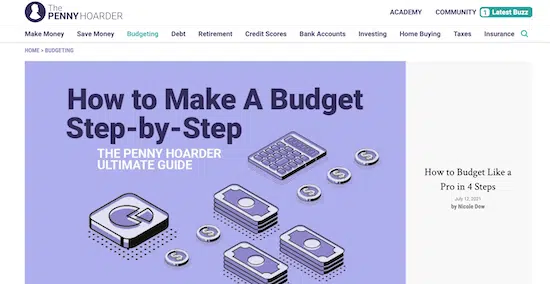 The
PENNY HOARDER
ACADEMY COMMUNITY 1 Latest Buzz
Make Money Save Money Budgeting Debt Retirement Credit Scores Bank Accounts Investing Home Buying Taxes Insurance
HOME > BUDGETING
How to Make A Budget
Step-by-Step
THE PENNY HOARDER
ULTIMATE GUIDE
How to Budget Like a
Pro in 4 Steps
July 12, 2021
by Nicole Dow